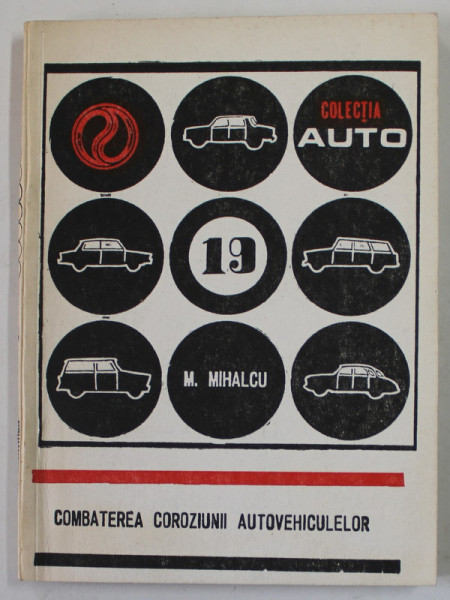 COLECȚIA
AUTO
19
M. MIHALCU
COMBATEREA COROZIUNII AUTOVEHICULELOR